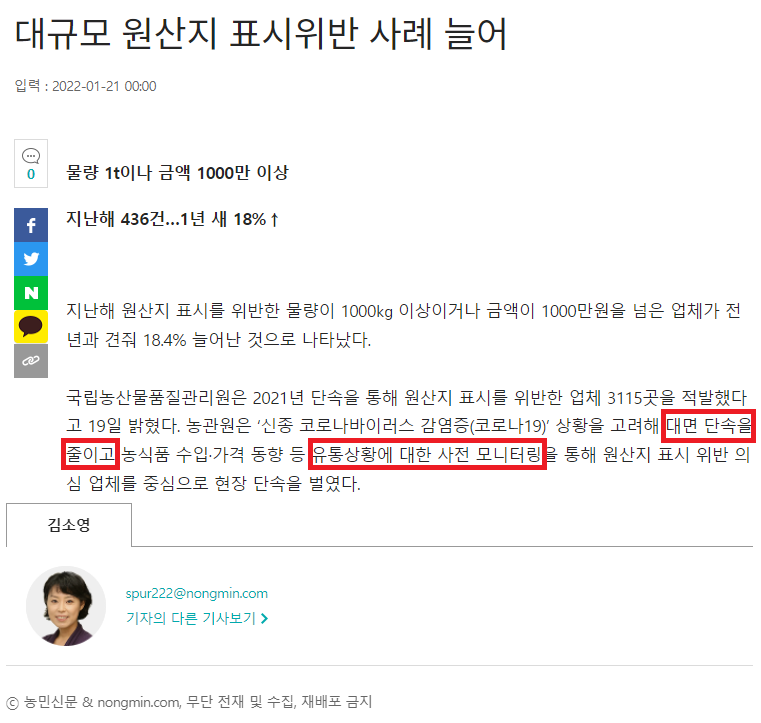 대규모 원산지 표시위반 사례 늘어
입력 : 2022-01-21 00:00
0
물량 1t이나 금액 1000만 이상
지난해 436건…1년 새 18%↑
f
N
지난해 원산지 표시를 위반한 물량이 1000kg 이상이거나 금액이 1000만원을 넘은 업체가 전
년과 견줘 18.4% 늘어난 것으로 나타났다.
국립농산물품질관리원은 2021년 단속을 통해 원산지 표시를 위반한 업체 3115곳을 적발했다
고 19일 밝혔다. 농관원은 ‘신종 코로나바이러스 감염증(코로나19)’ 상황을 고려해 대면 단속을
줄이고 농식품 수입·가격 동향 등 유통상황에 대한 사전 모니터링을 통해 원산지 표시 위반 의
심 업체를 중심으로 현장 단속을 벌였다.
김소영
spur222@nongmin.com
기자의 다른 기사보기 >
ⓒ 농민신문 & nongmin.com, 무단 전재 및 수집, 재배포 금지